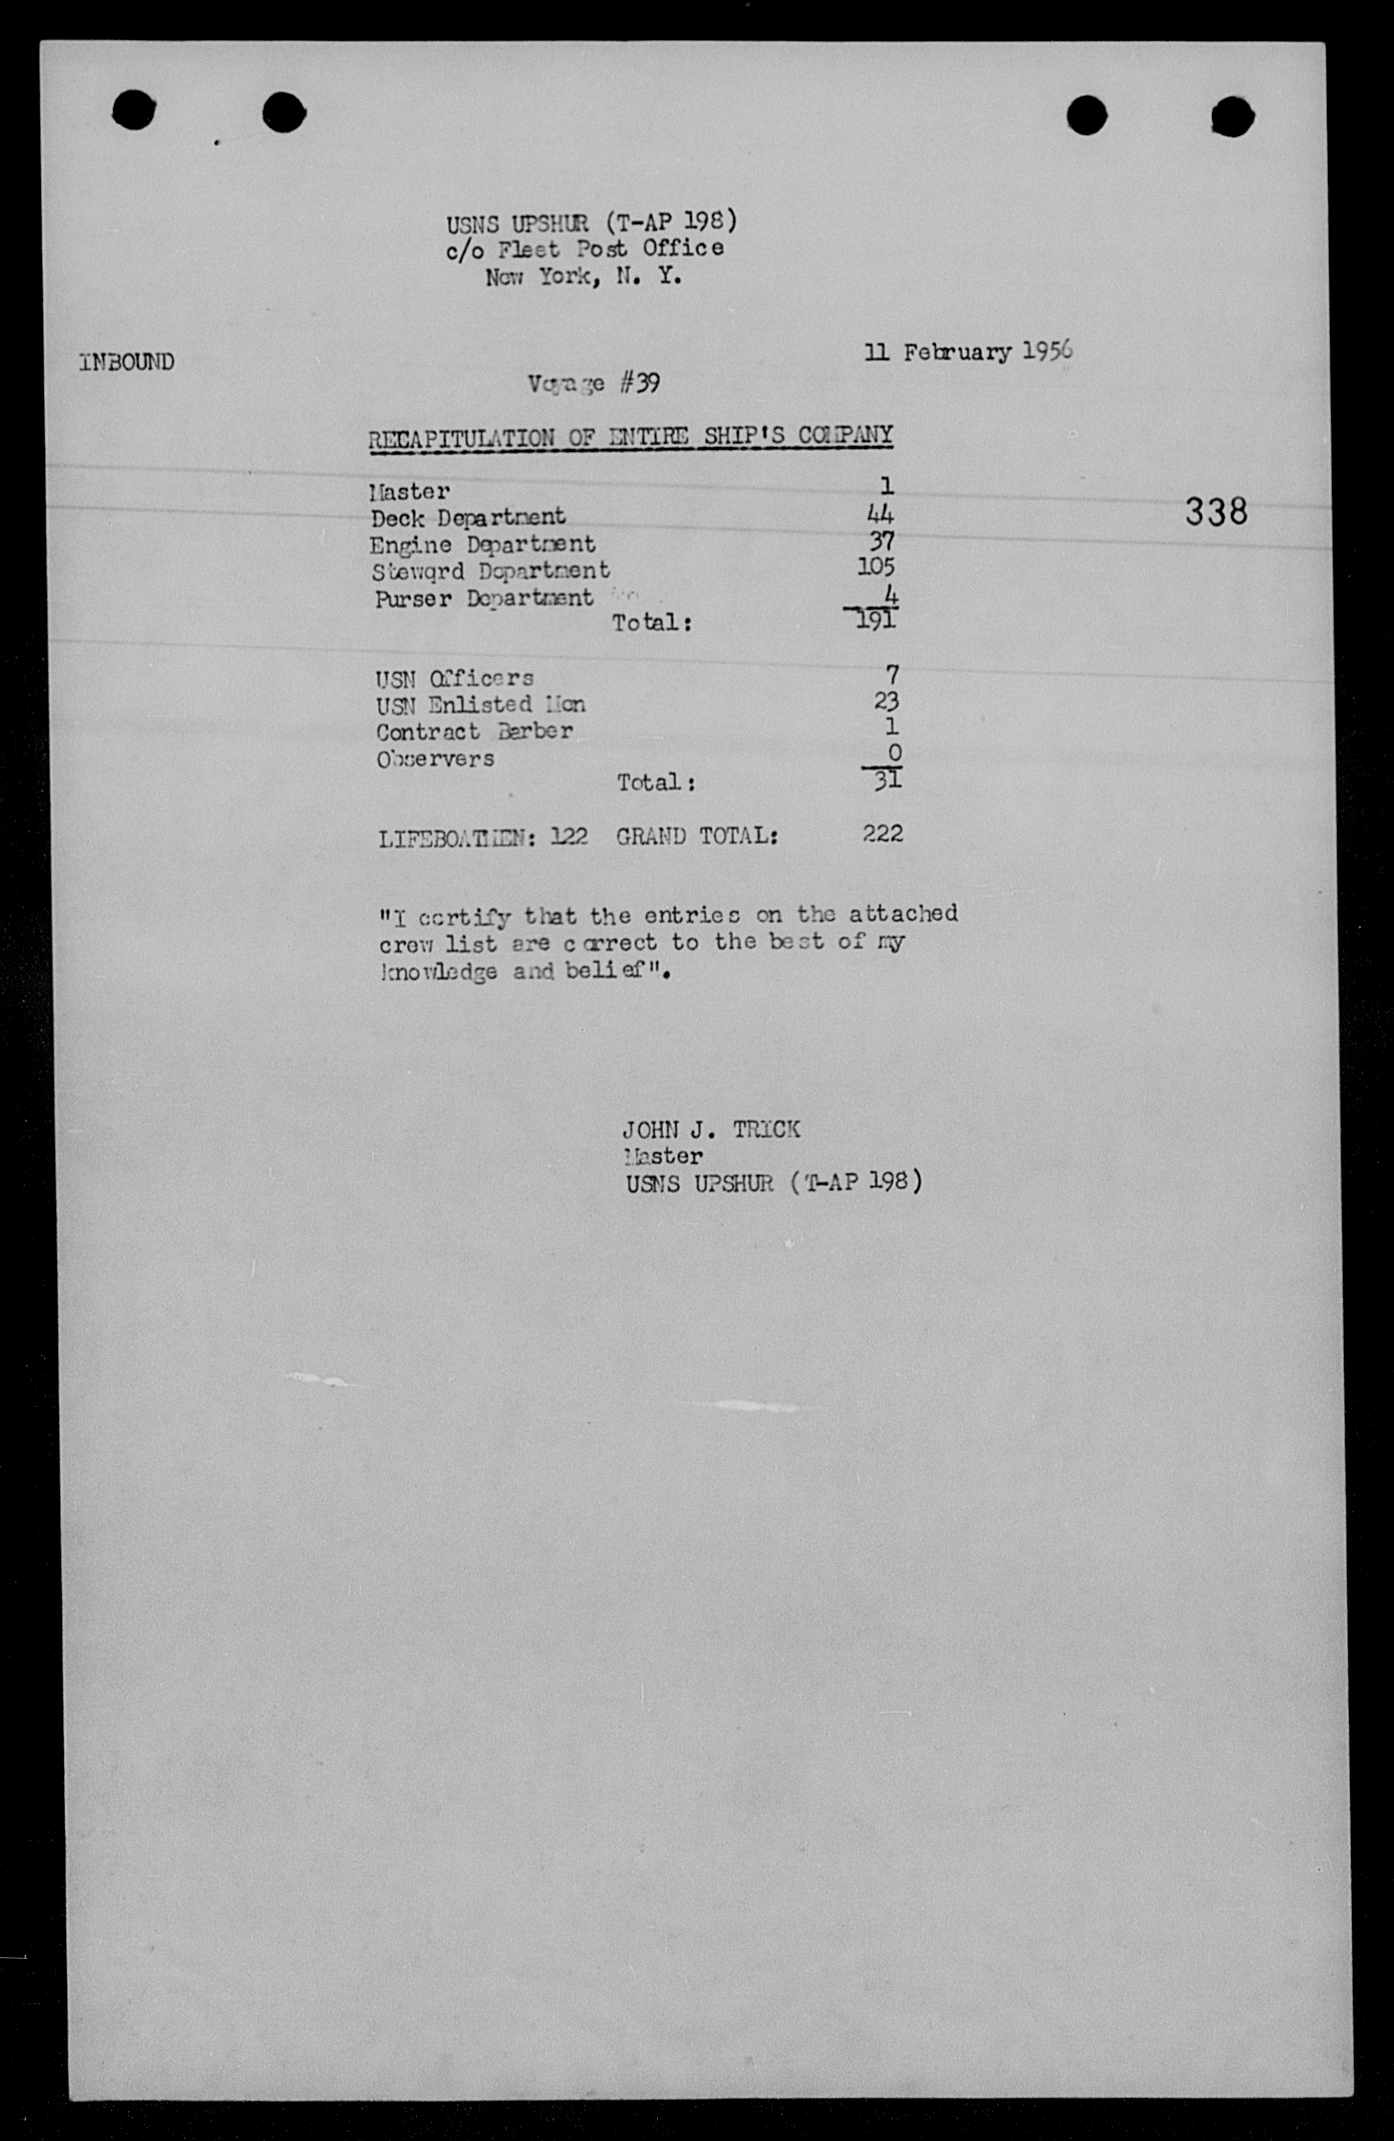 USNS UPSHUR (T-AP 198)
c/o Fleet Post Office
New York, N. Y.
INBOUND
11 February 1956
Voyage #39
RECAPITULATION OF ENTIRE SHIP'S COMPANY
Master 1
Deck Department 44
338
Engine Department 37
Stewqrd Department 105
Purser Department 4
Total: 191
USN Officers 7
USN Enlisted Men 23
Contract Barber 1
Observers 0
Total: 31
LIFEBOATMEN: 122 GRAND TOTAL: 222
"I certify that the entries on the attached
crew list are correct to the best of my
knowledge and belief".
JOHN J. TRICK
Master
USNS UPSHUR (T-AP 198)